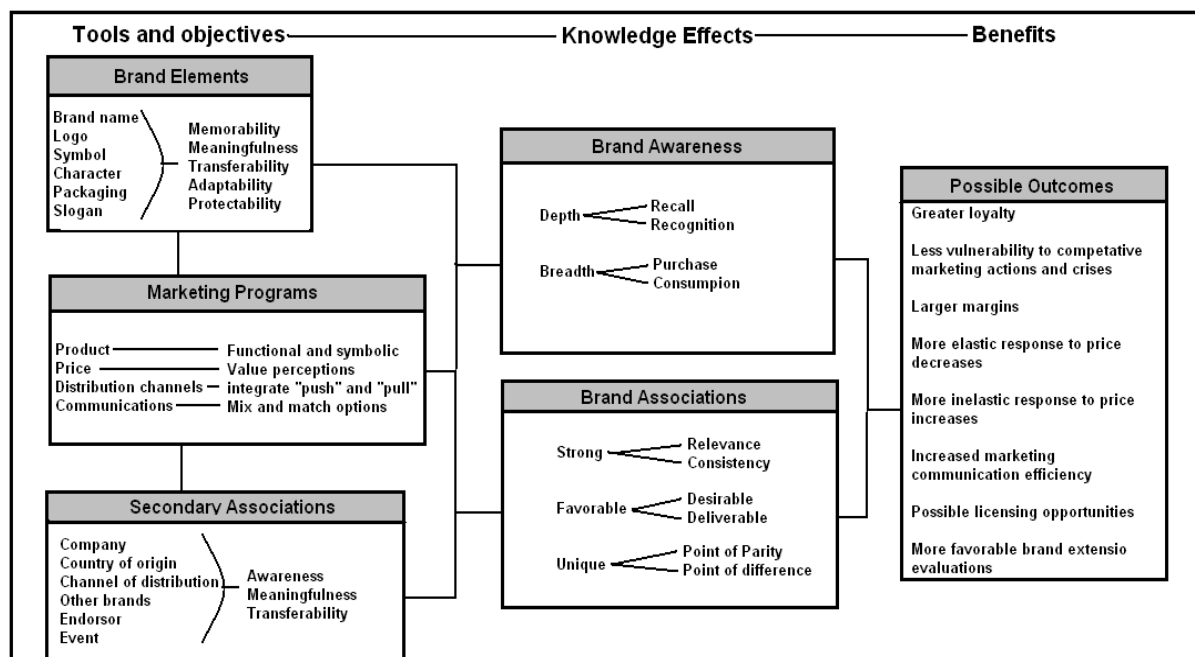 Tools and objectives
Knowledge Effects
Benefits
Brand Elements
Brand name
Logo
Symbol
Character
Packaging
Slogan
Memorability
Meaningfulness
Transferability
Adaptability
Protectability
Marketing Programs
Product
Functional and symbolic
Price
Value perceptions
Distribution channels
integrate "push" and "pull"
Communications
Mix and match options
Secondary Associations
Company
Country of origin
Channel of distribution
Other brands
Endorsor
Event
Awareness
Meaningfulness
Transferability
Brand Awareness
Depth
Recall
Recognition
Breadth
Purchase
Consumpion
Brand Associations
Strong
Relevance
Consistency
Favorable
Desirable
Deliverable
Unique
Point of Parity
Point of difference
Possible Outcomes
Greater loyalty
Less vulnerability to competative
marketing actions and crises
Larger margins
More elastic response to price
decreases
More inelastic response to price
increases
Increased marketing
communication efficiency
Possible licensing opportunities
More favorable brand extensio
evaluations